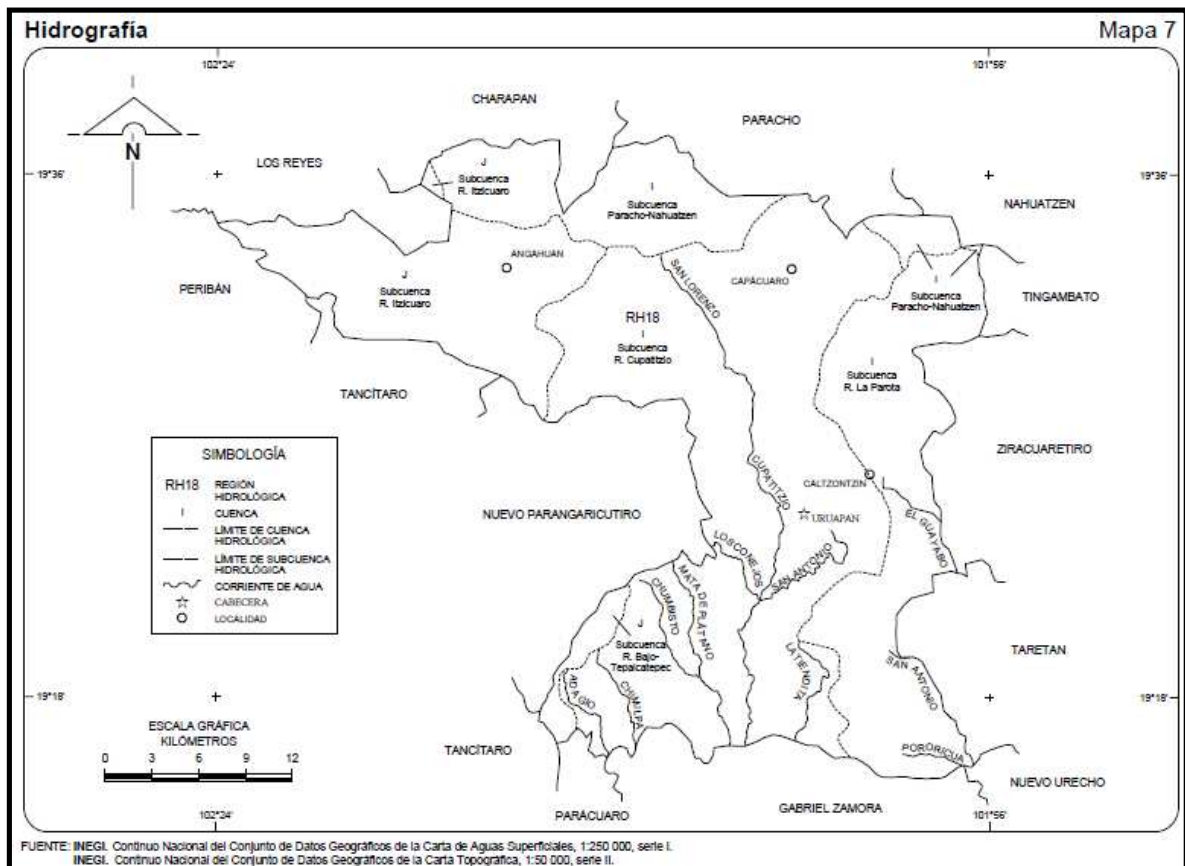 Hidrografía
Mapa 7
102°24'
101°56'
CHARAPAN
PARACHO
N
LOS REYES
19°36'
19°36'
J
Subcuenca
R. Itzicuaro
I
Subcuenca
Paracho-Nahuatzen
NAHUATZEN
ANGAHUAN
SAN LORENZO
CAPÁCUARO
PERIBÁN
J
Subcuenca
R. Itzicuaro
I
Subcuenca
Paracho-Nahuatzen
TINGAMBATO
RH18
I
Subcuenca
R. Cupatitzio
I
Subcuenca
R. La Parota
TANCÍTARO
SIMBOLOGÍA
RH18 REGIÓN
HIDROLÓGICA
I CUENCA
LÍMITE DE CUENCA
HIDROLÓGICA
LÍMITE DE SUBCUENCA
HIDROLÓGICA
CORRIENTE DE AGUA
CABECERA
LOCALIDAD
ZIRACUARETIRO
CUPATITZIO
CALTZONTZIN
NUEVO PARANGARICUTIRO
URUAPAN
EL GUAYABO
LOS CONEJOS
SAN ANTONIO
CHUMBISTO
MATA DE PLÁTANO
J
Subcuenca
R. Bajo-
Tepalcatepec
LA TIENDITA
TARETAN
SAN ANTONIO
ADAGIO
CHIMILPA
19°18'
19°18'
ESCALA GRÁFICA
KILÓMETROS
0 3 6 9 12
TANCÍTARO
PORORICUA
NUEVO URECHO
PARÁCUARO
GABRIEL ZAMORA
102°24'
101°56'
FUENTE: INEGI. Continuo Nacional del Conjunto de Datos Geográficos de la Carta de Aguas Superficiales, 1:250 000, serie I.
INEGI. Continuo Nacional del Conjunto de Datos Geográficos de la Carta Topográfica, 1:50 000, serie II.